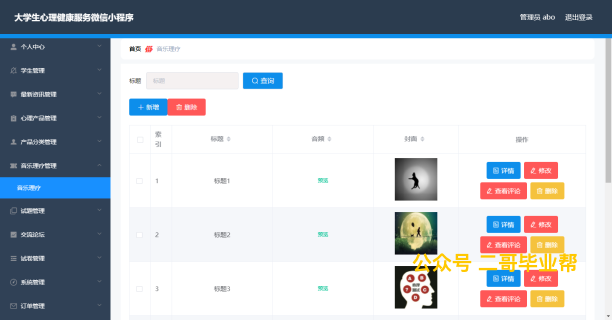 大学生心理健康服务微信小程序
管理员 abo 退出登录
个人中心
学生管理
最新资讯管理
心理产品管理
产品分类管理
音乐理疗管理
音乐理疗
试题管理
交流论坛
试卷管理
系统管理
订单管理
首页 音乐理疗
标题 标题 查询
新增 删除
索引 标题 音频 封面 操作
1 标题1 预览 详情 修改
查看评论 删除
2 标题2 预览 详情 修改
查看评论 删除
公众号 二哥毕业帮
3 标题3 预览 详情 修改
查看评论 删除